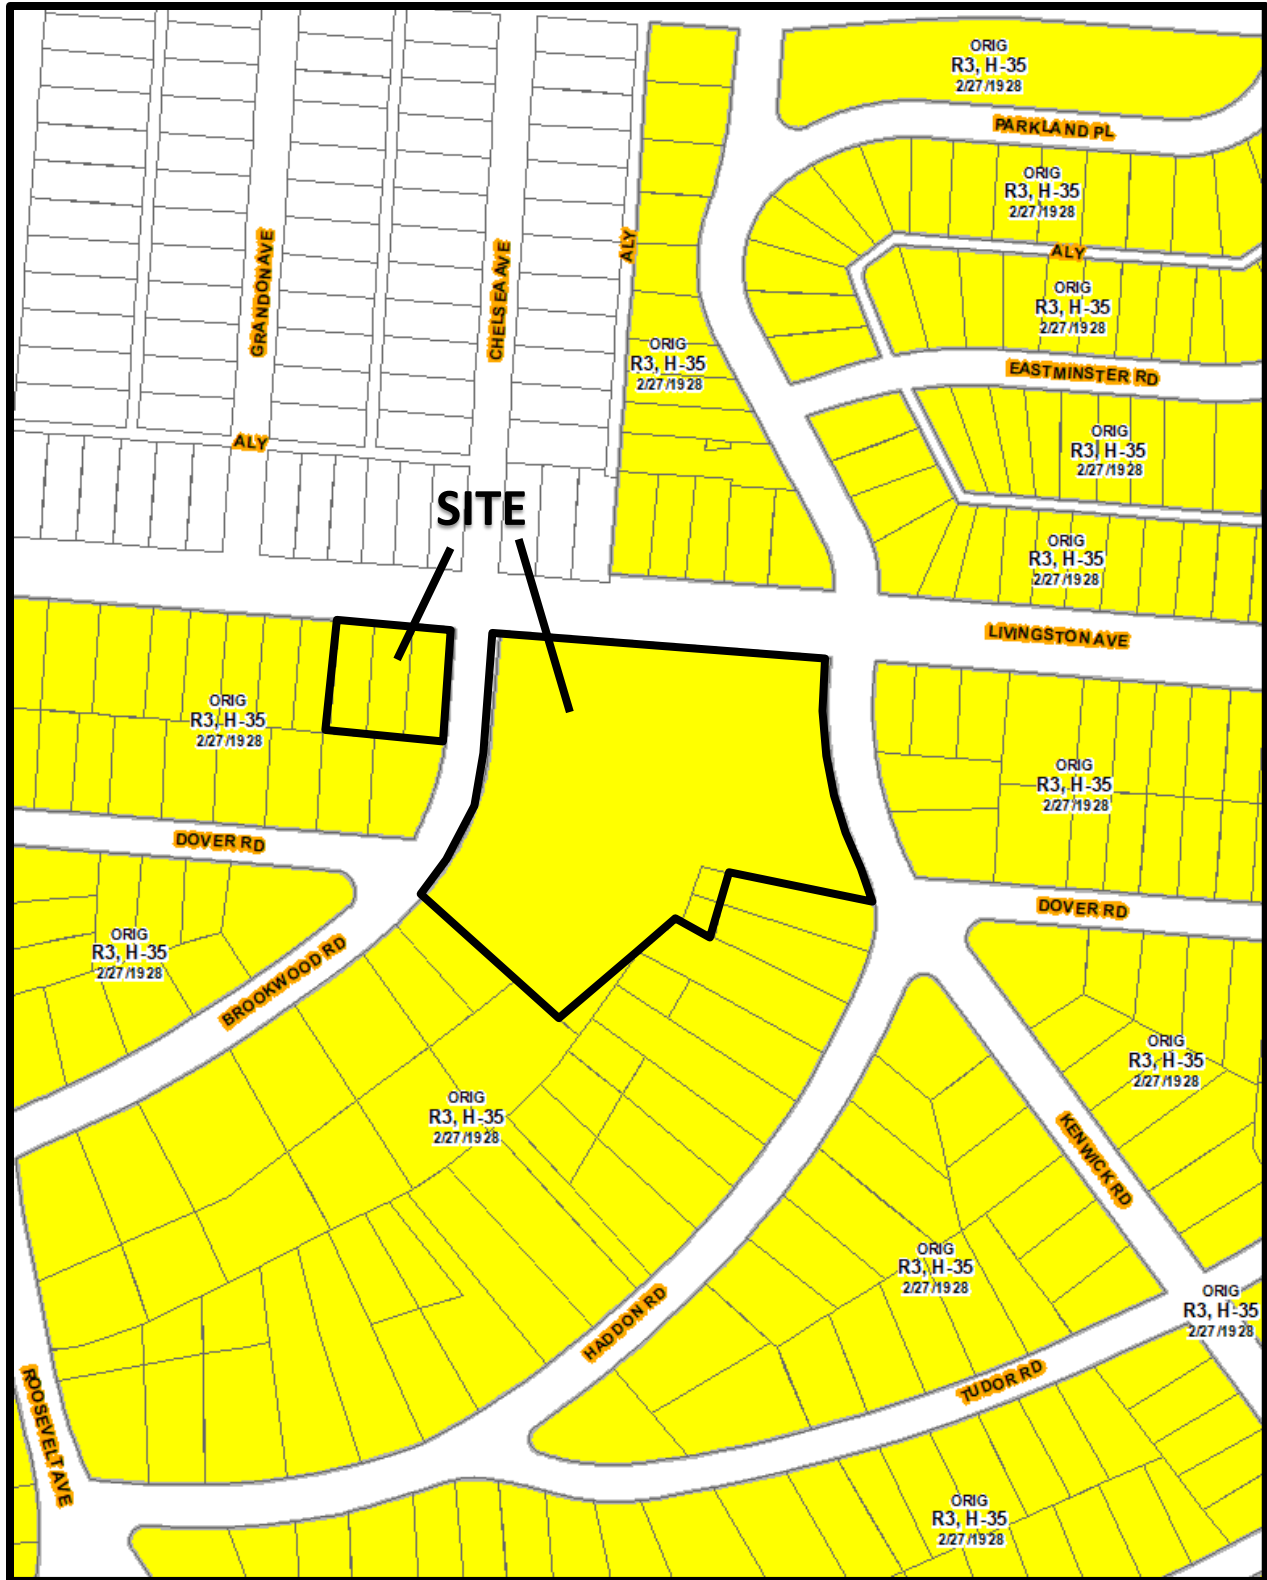 ORIG
R3, H-35
2/27/1928
PARKLAND PL
ORIG
R3, H-35
2/27/1928
ALY
GRANDON AVE
CHELSEA AVE
ALY
ORIG
R3, H-35
2/27/1928
ORIG
R3, H-35
2/27/1928
EASTMINSTER RD
ALY
ORIG
R3, H-35
2/27/1928
SITE
ORIG
R3, H-35
2/27/1928
LIVINGSTON AVE
ORIG
R3, H-35
2/27/1928
ORIG
R3, H-35
2/27/1928
DOVER RD
DOVER RD
ORIG
R3, H-35
2/27/1928
BROOKWOOD RD
ORIG
R3, H-35
2/27/1928
ORIG
R3, H-35
2/27/1928
KENWICK RD
ORIG
R3, H-35
2/27/1928
ORIG
R3, H-35
2/27/1928
HADDON RD
TUDOR RD
ROOSEVELT AVE
ORIG
R3, H-35
2/27/1928